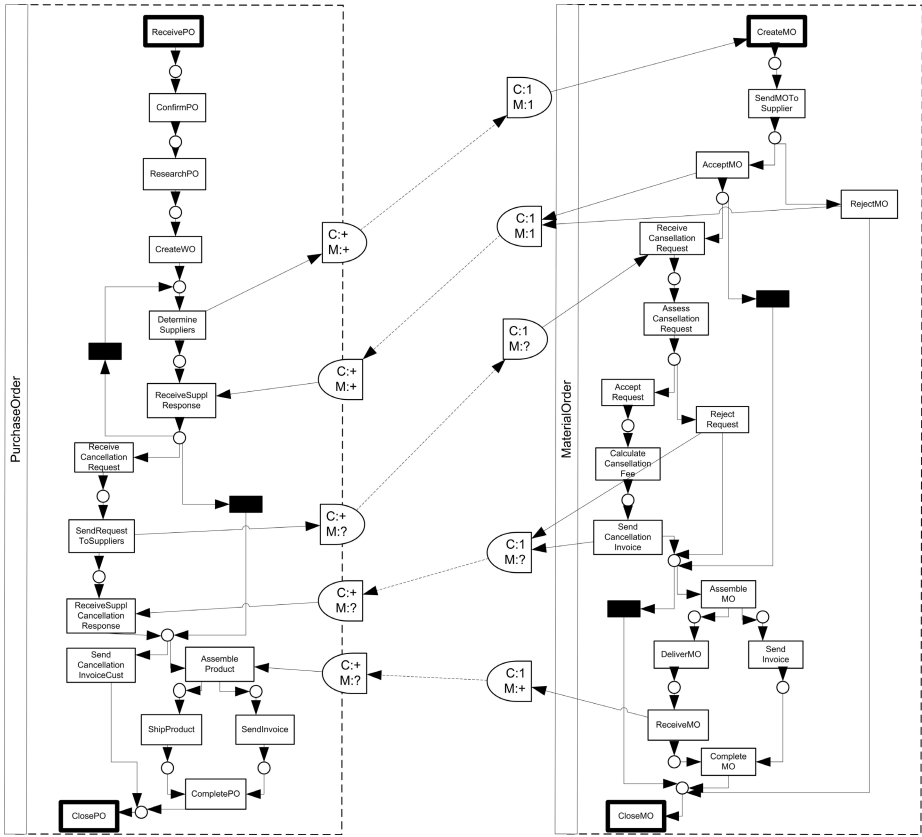 PurchaseOrder
ReceivePO
ConfirmPO
ResearchPO
CreateWO
Determine
Suppliers
ReceiveSuppl
Response
Receive
Cancellation
Request
SendRequest
ToSuppliers
ReceiveSuppl
Cancellation
Response
Send
Cancellation
InvoiceCust
Assemble
Product
ShipProduct
SendInvoice
CompletePO
ClosePO
C:+
M:+
C:+
M:+
C:+
M:?
C:+
M:?
C:+
M:?
C:1
M:1
C:1
M:1
C:1
M:?
C:1
M:?
C:1
M:+
MaterialOrder
CreateMO
SendMOTo
Supplier
AcceptMO
RejectMO
Receive
Cansellation
Request
Assess
Cansellation
Request
Accept
Request
Reject
Request
Calculate
Cansellation
Fee
Send
Cancellation
Invoice
Assemble
MO
DeliverMO
Send
Invoice
ReceiveMO
Complete
MO
CloseMO